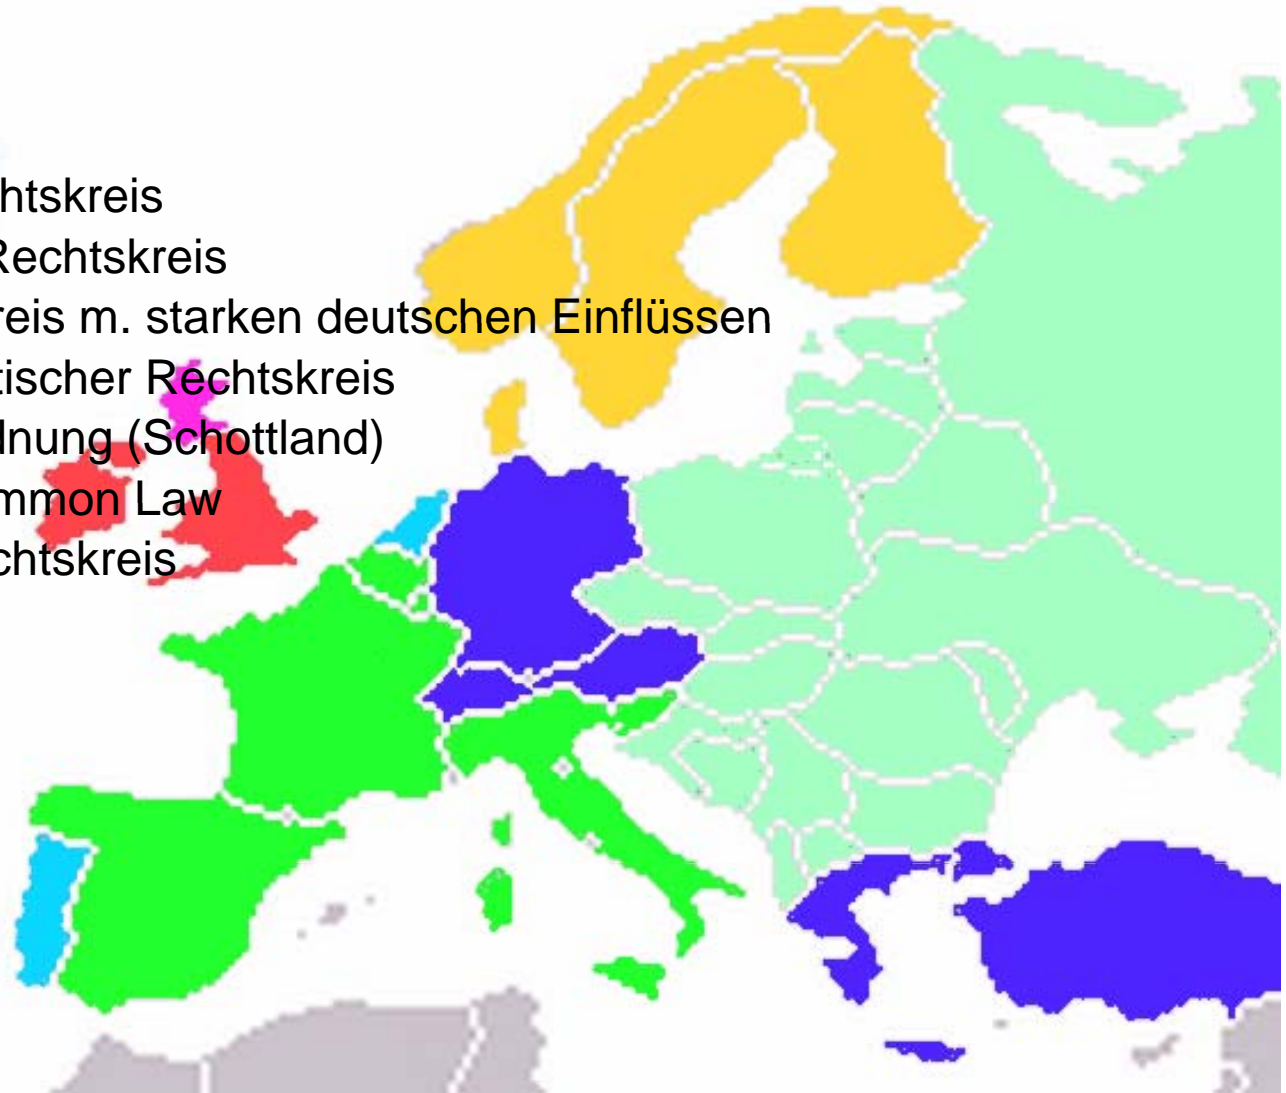 htskreis
Rechtskreis
reis m. starken deutschen Einflüssen
tischer Rechtskreis
dnung (Schottland)
mmon Law
chtskreis